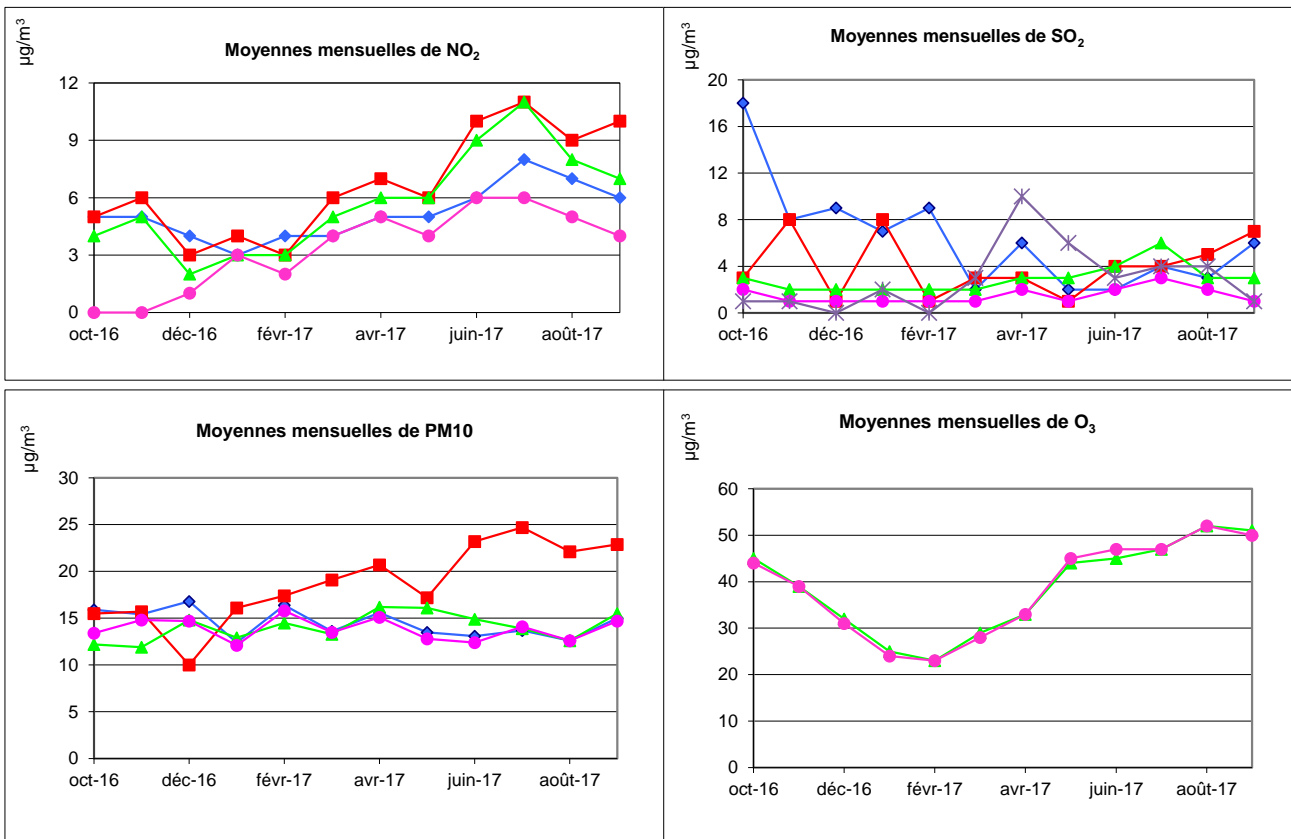 Moyennes mensuelles de NO₂
µg/m³
12
9
6
3
0
oct-16 déc-16 févr-17 avr-17 juin-17 août-17
Moyennes mensuelles de SO₂
µg/m³
20
16
12
8
4
0
oct-16 déc-16 févr-17 avr-17 juin-17 août-17
Moyennes mensuelles de PM10
µg/m³
30
25
20
15
10
5
0
oct-16 déc-16 févr-17 avr-17 juin-17 août-17
Moyennes mensuelles de O₃
µg/m³
60
50
40
30
20
10
0
oct-16 déc-16 févr-17 avr-17 juin-17 août-17